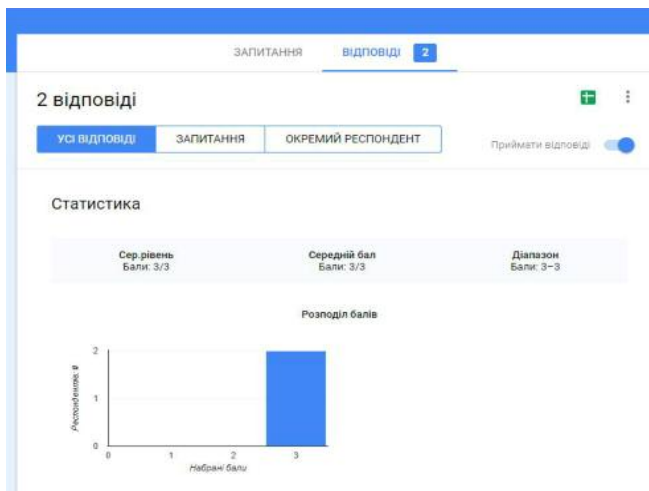 ЗАПИТАННЯ ВІДПОВІДІ 2
2 відповіді
УСІ ВІДПОВІДІ ЗАПИТАННЯ ОКРЕМИЙ РЕСПОНДЕНТ Приймати відповіді
Статистика
Сер.рівень Середній бал Діапазон
Бали: 3/3 Бали: 3/3 Бали: 3–3
Розподіл балів
Респондентів: #
2
1
0
0 1 2 3
Набрані бали